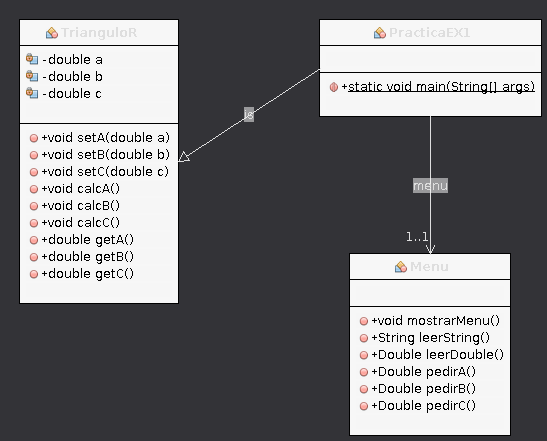 TrianguloR
-double a
-double b
-double c
+void setA(double a)
+void setB(double b)
+void setC(double c)
+void calcA()
+void calcB()
+void calcC()
+double getA()
+double getB()
+double getC()
is
PracticaEX1
+static void main(String[] args)
menu
1..1
Menu
+void mostrarMenu()
+String leerString()
+Double leerDouble()
+Double pedirA()
+Double pedirB()
+Double pedirC()